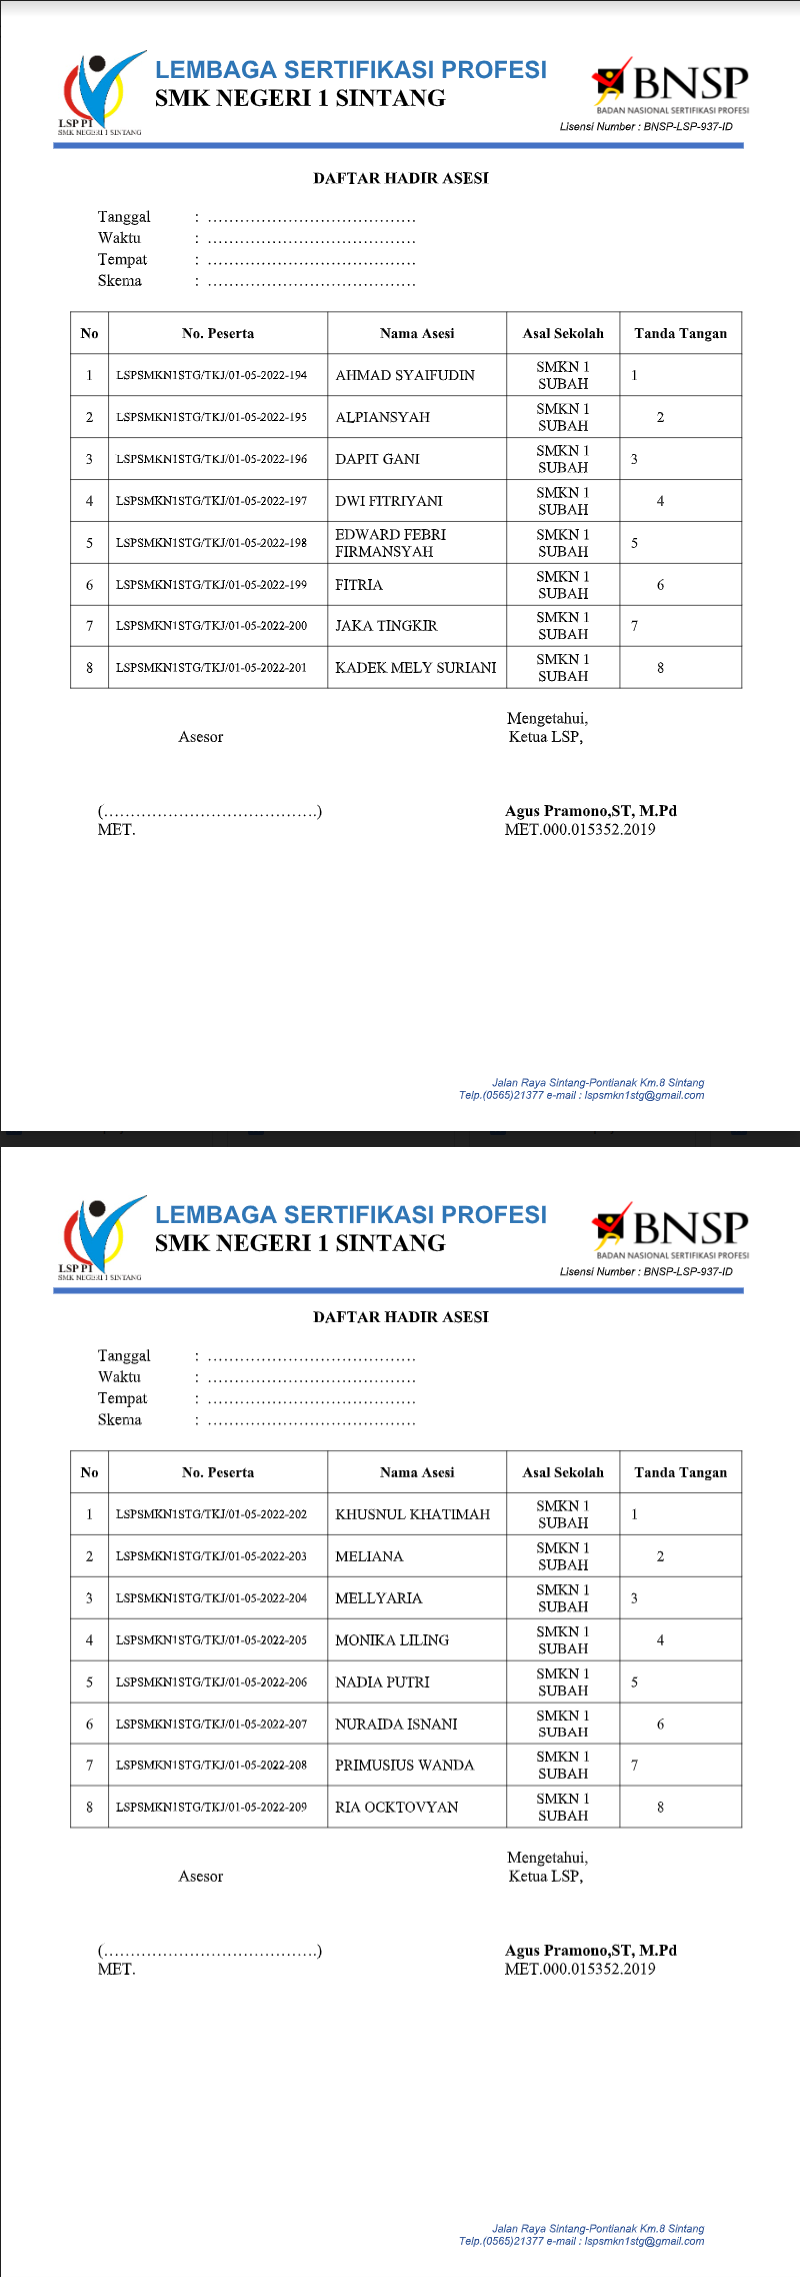 LEMBAGA SERTIFIKASI PROFESI
SMK NEGERI 1 SINTANG
LSP P1
SMK NEGERI 1 SINTANG
BNSP
BADAN NASIONAL SERTIFIKASI PROFESI
Lisensi Number : BNSP-LSP-937-ID
DAFTAR HADIR ASESI
Tanggal : ……………………………………
Waktu : ……………………………………
Tempat : ……………………………………
Skema : ……………………………………
No No. Peserta Nama Asesi Asal Sekolah Tanda Tangan
1 LSPSMKN1STG/TKJ/01-05-2022-194 AHMAD SYAIFUDIN SMKN 1 SUBAH 1
2 LSPSMKN1STG/TKJ/01-05-2022-195 ALPIANSYAH SMKN 1 SUBAH 2
3 LSPSMKN1STG/TKJ/01-05-2022-196 DAPIT GANI SMKN 1 SUBAH 3
4 LSPSMKN1STG/TKJ/01-05-2022-197 DWI FITRIYANI SMKN 1 SUBAH 4
5 LSPSMKN1STG/TKJ/01-05-2022-198 EDWARD FEBRI FIRMANSYAH SMKN 1 SUBAH 5
6 LSPSMKN1STG/TKJ/01-05-2022-199 FITRIA SMKN 1 SUBAH 6
7 LSPSMKN1STG/TKJ/01-05-2022-200 JAKA TINGKIR SMKN 1 SUBAH 7
8 LSPSMKN1STG/TKJ/01-05-2022-201 KADEK MELY SURIANI SMKN 1 SUBAH 8
Mengetahui,
Asesor Ketua LSP,
(………………………………….) Agus Pramono,ST, M.Pd
MET. MET.000.015352.2019
Jalan Raya Sintang-Pontianak Km.8 Sintang
Telp.(0565)21377 e-mail : lspsmkn1stg@gmail.com
LEMBAGA SERTIFIKASI PROFESI
SMK NEGERI 1 SINTANG
LSP P1
SMK NEGERI 1 SINTANG
BNSP
BADAN NASIONAL SERTIFIKASI PROFESI
Lisensi Number : BNSP-LSP-937-ID
DAFTAR HADIR ASESI
Tanggal : ……………………………………
Waktu : ……………………………………
Tempat : ……………………………………
Skema : ……………………………………
No No. Peserta Nama Asesi Asal Sekolah Tanda Tangan
1 LSPSMKN1STG/TKJ/01-05-2022-202 KHUSNUL KHATIMAH SMKN 1 SUBAH 1
2 LSPSMKN1STG/TKJ/01-05-2022-203 MELIANA SMKN 1 SUBAH 2
3 LSPSMKN1STG/TKJ/01-05-2022-204 MELLYARIA SMKN 1 SUBAH 3
4 LSPSMKN1STG/TKJ/01-05-2022-205 MONIKA LILING SMKN 1 SUBAH 4
5 LSPSMKN1STG/TKJ/01-05-2022-206 NADIA PUTRI SMKN 1 SUBAH 5
6 LSPSMKN1STG/TKJ/01-05-2022-207 NURAIDA ISNANI SMKN 1 SUBAH 6
7 LSPSMKN1STG/TKJ/01-05-2022-208 PRIMUSIUS WANDA SMKN 1 SUBAH 7
8 LSPSMKN1STG/TKJ/01-05-2022-209 RIA OCKTOVYAN SMKN 1 SUBAH 8
Mengetahui,
Asesor Ketua LSP,
(………………………………….) Agus Pramono,ST, M.Pd
MET. MET.000.015352.2019
Jalan Raya Sintang-Pontianak Km.8 Sintang
Telp.(0565)21377 e-mail : lspsmkn1stg@gmail.com